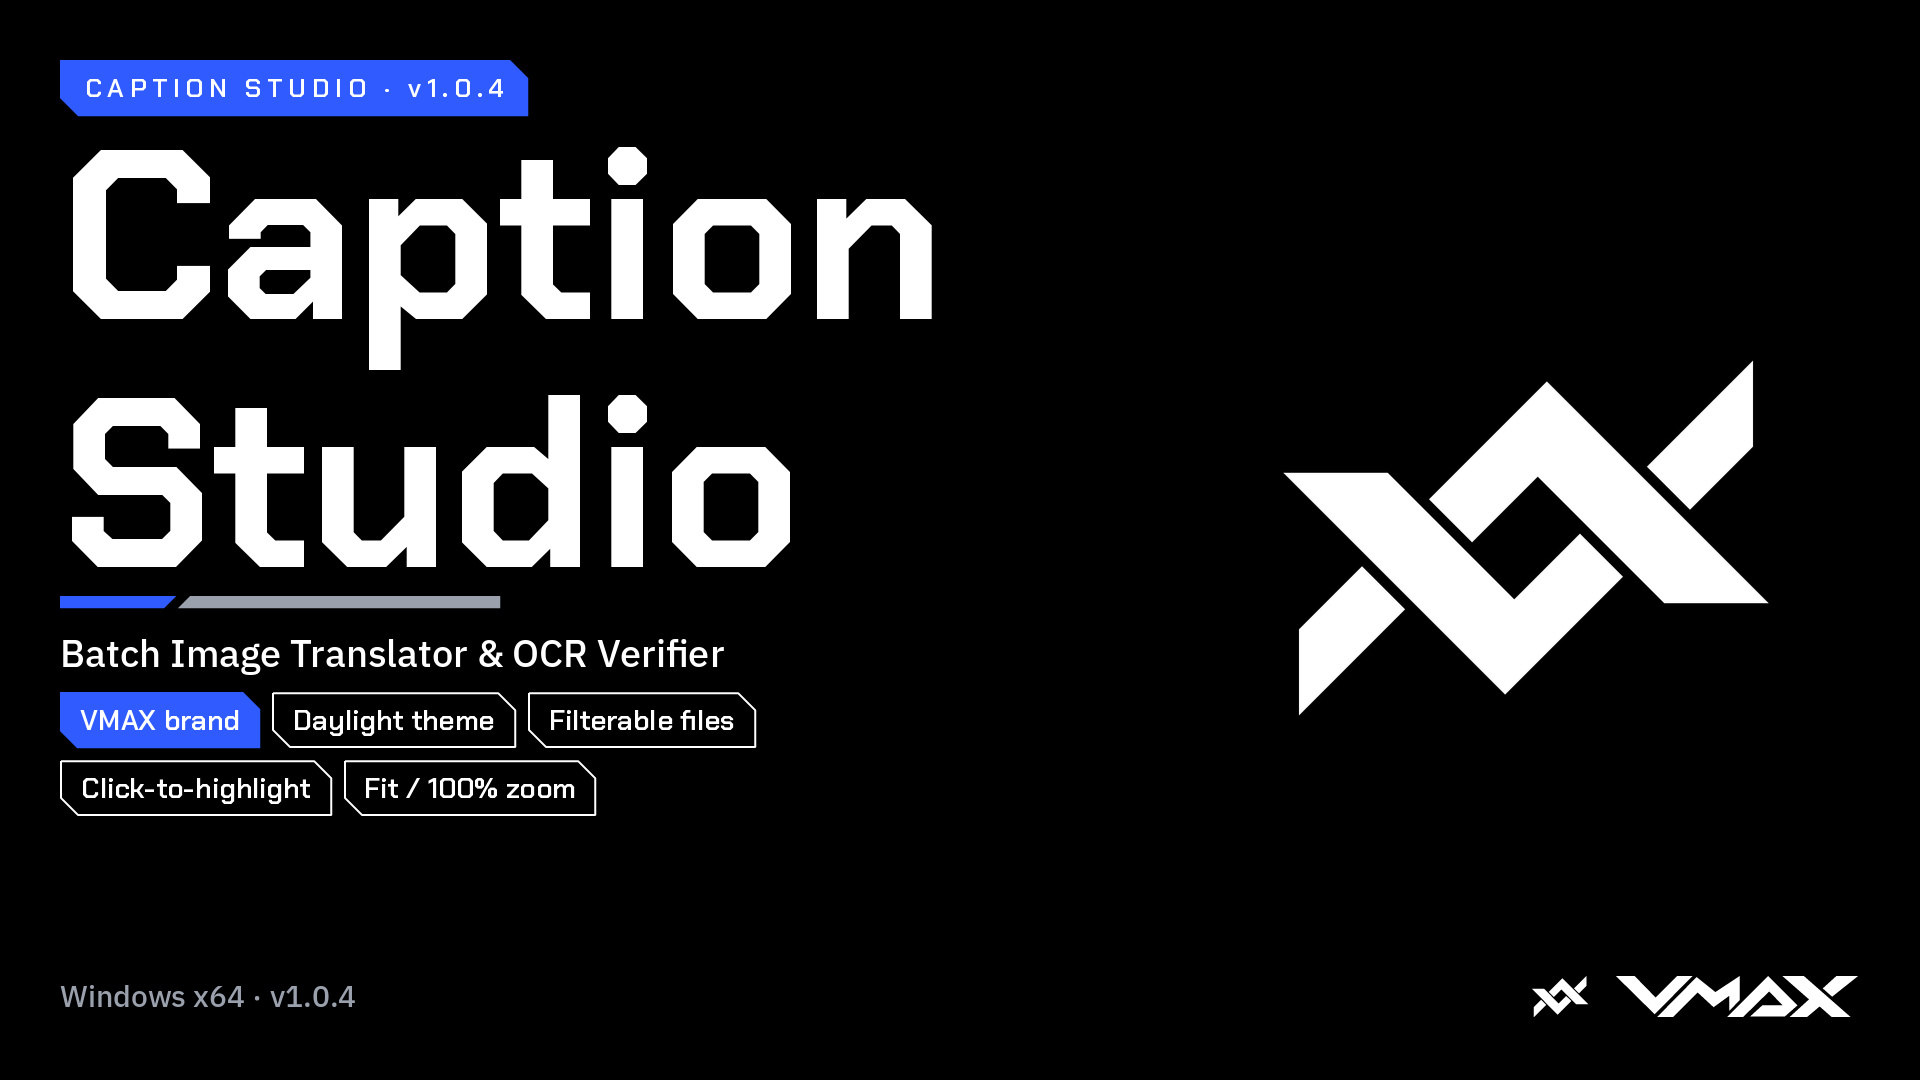 CAPTION STUDIO · v1.0.4
Caption
Studio
Batch Image Translator & OCR Verifier
VMAX brand
Daylight theme
Filterable files
Click-to-highlight
Fit / 100% zoom
Windows x64 · v1.0.4
VMAX